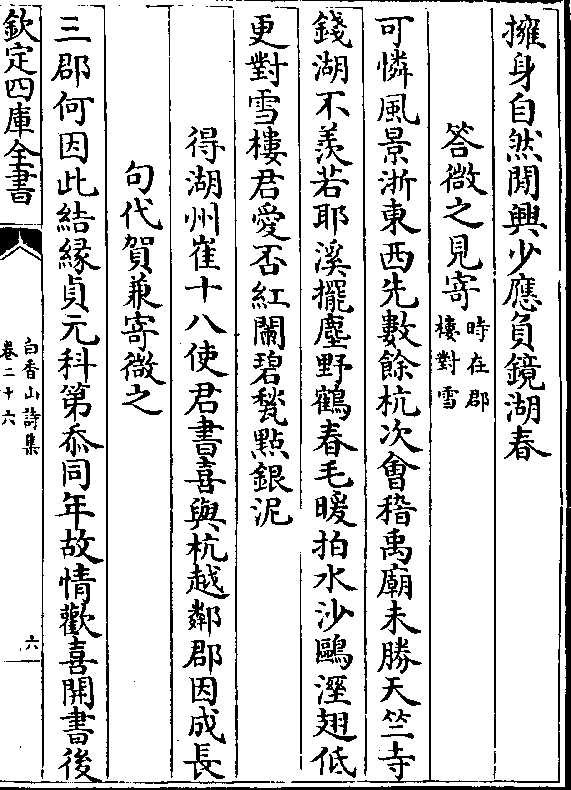 擁身自然閒興少應負鏡湖春
答微之見寄時在郡樓對雪
可憐風景浙東西先數餘杭次會稽禹廟未勝天竺寺
錢湖不羡若耶溪擺塵野鶴春毛暖拍水沙鷗溼翅低
更對雪樓君愛否紅闌碧甃點銀泥
得湖州崔十八使君書喜與杭越鄰郡因成長
句代賀兼寄微之
三郡何因此結緣貞元科第忝同年故情歡喜開書後
欽定四庫全書
白香山詩集
卷二十六
六